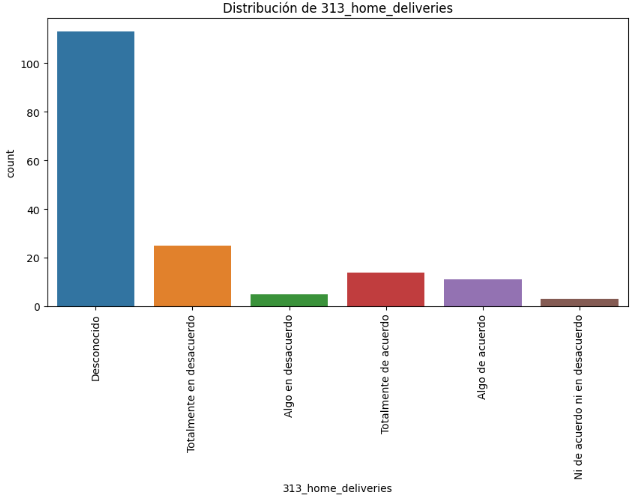 Distribución de 313_home_deliveries
count
100
80
60
40
20
0
Desconocido
Totalmente en desacuerdo
Algo en desacuerdo
Totalmente de acuerdo
Algo de acuerdo
Ni de acuerdo ni en desacuerdo
313_home_deliveries